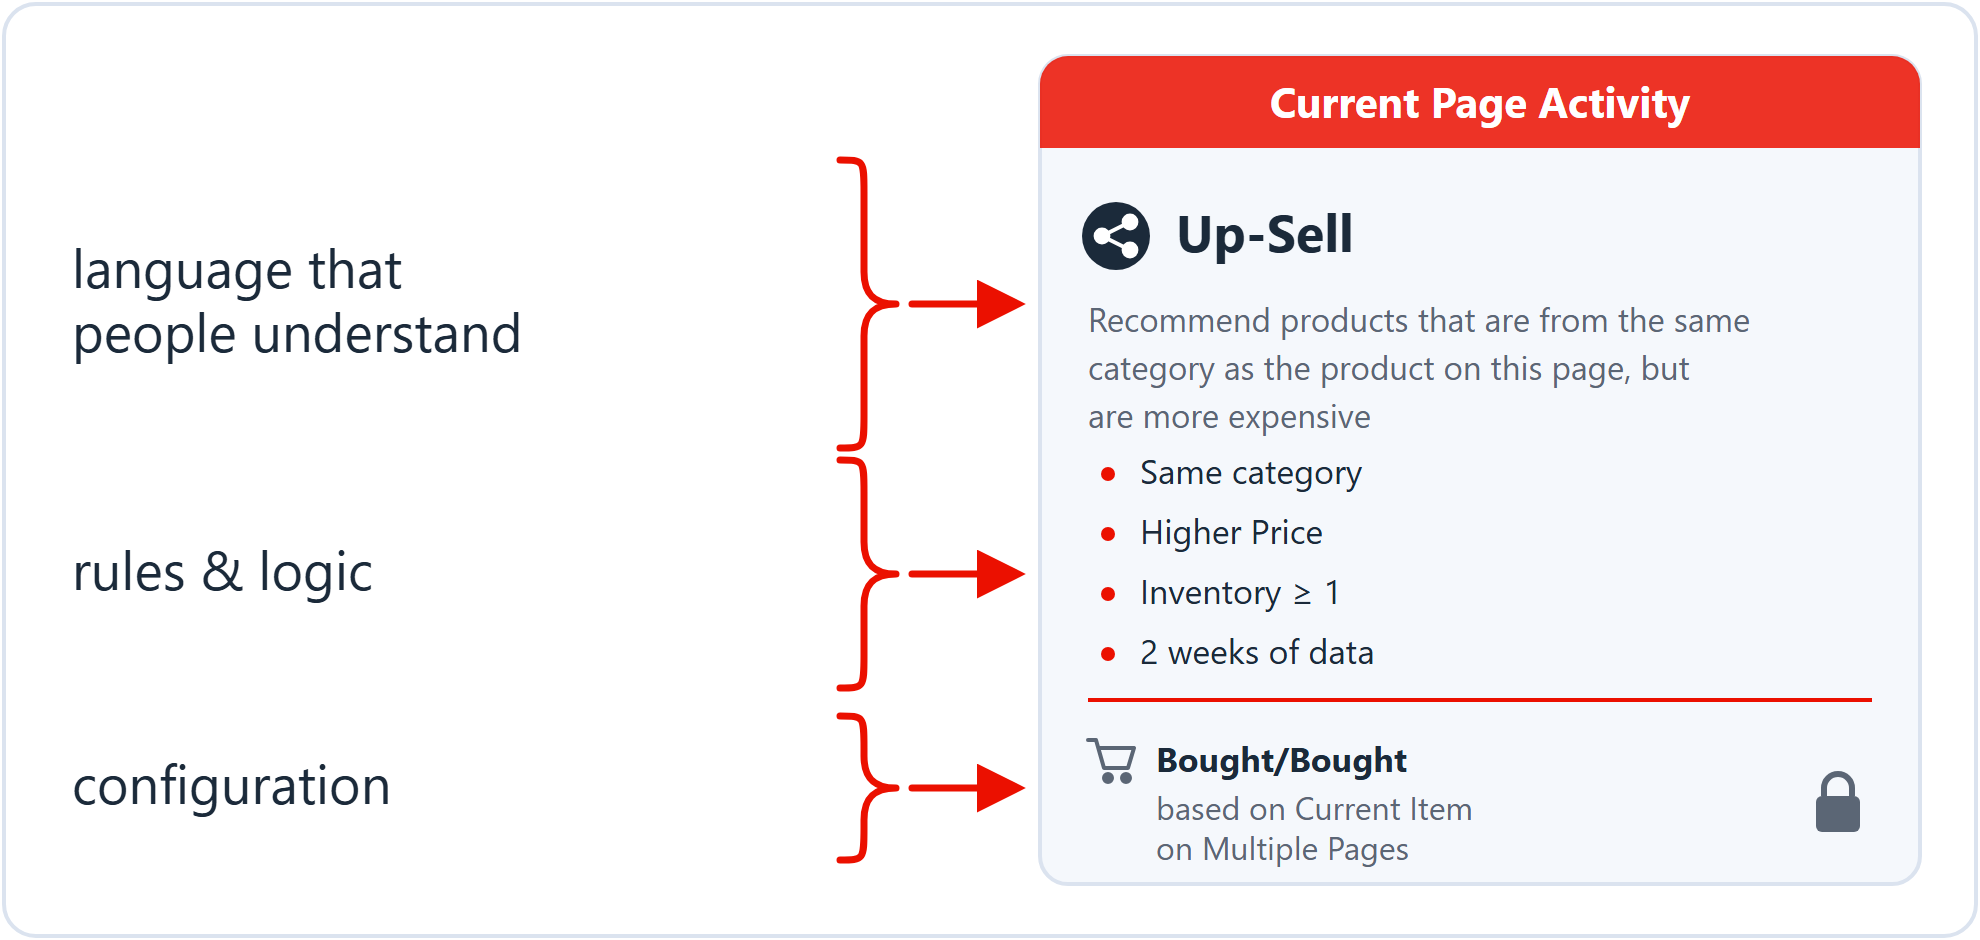 language that
people understand
rules & logic
configuration
Current Page Activity
Up-Sell
Recommend products that are from the same
category as the product on this page, but
are more expensive
Same category
Higher Price
Inventory ≥ 1
2 weeks of data
Bought/Bought
based on Current Item
on Multiple Pages